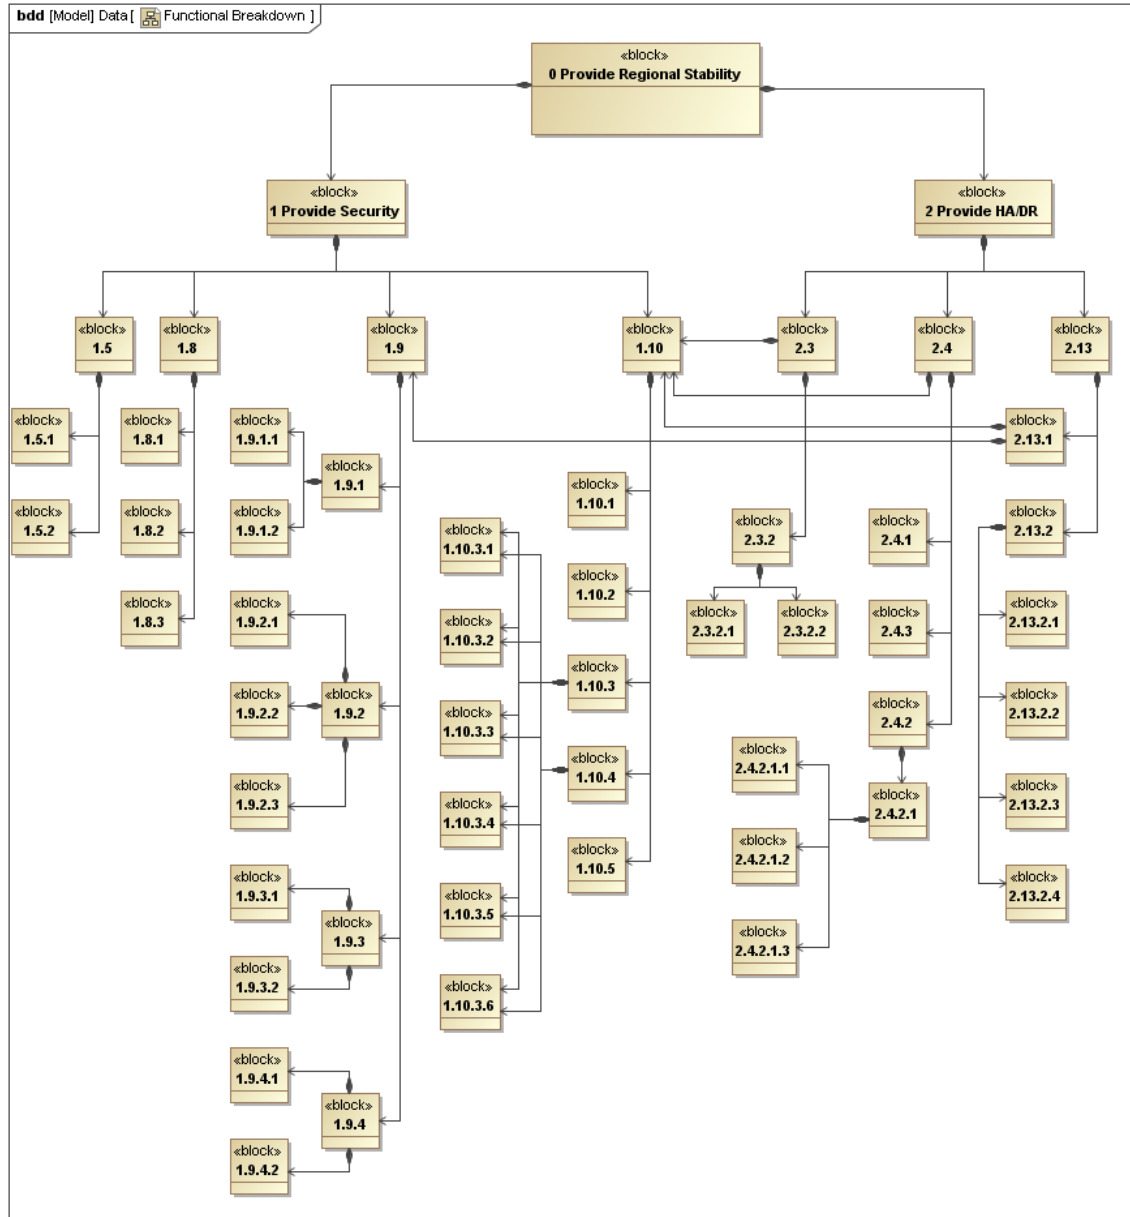 bdd [Model] Data [ Functional Breakdown ]
«block»
0 Provide Regional Stability
«block»
1 Provide Security
«block»
2 Provide HA/DR
«block»
1.5
«block»
1.8
«block»
1.9
«block»
1.10
«block»
2.3
«block»
2.4
«block»
2.13
«block»
1.5.1
«block»
1.5.2
«block»
1.8.1
«block»
1.8.2
«block»
1.8.3
«block»
1.9.1.1
«block»
1.9.1
«block»
1.9.1.2
«block»
1.9.2.1
«block»
1.9.2.2
«block»
1.9.2
«block»
1.9.2.3
«block»
1.9.3.1
«block»
1.9.3
«block»
1.9.3.2
«block»
1.9.4.1
«block»
1.9.4
«block»
1.9.4.2
«block»
1.10.3.1
«block»
1.10.3.2
«block»
1.10.3.3
«block»
1.10.3.4
«block»
1.10.3.5
«block»
1.10.3.6
«block»
1.10.1
«block»
1.10.2
«block»
1.10.3
«block»
1.10.4
«block»
1.10.5
«block»
2.3.2
«block»
2.3.2.1
«block»
2.3.2.2
«block»
2.4.1
«block»
2.4.3
«block»
2.4.2
«block»
2.4.2.1
«block»
2.4.2.1.1
«block»
2.4.2.1.2
«block»
2.4.2.1.3
«block»
2.13.1
«block»
2.13.2
«block»
2.13.2.1
«block»
2.13.2.2
«block»
2.13.2.3
«block»
2.13.2.4